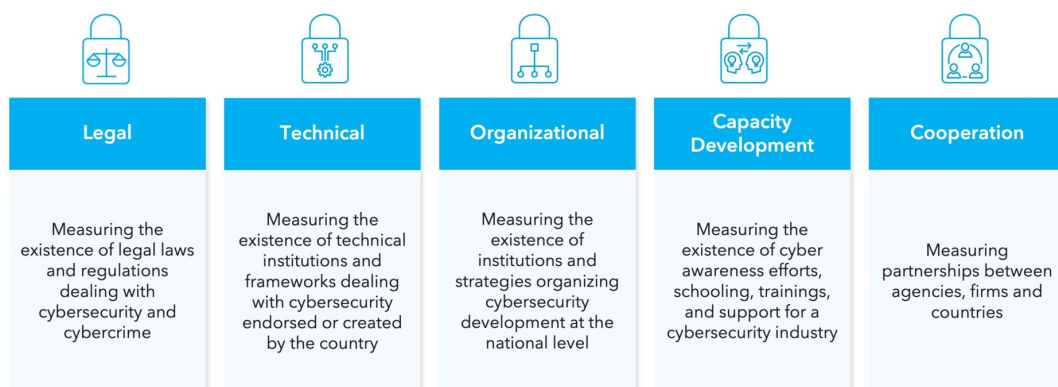 Legal
Measuring the
existence of legal laws
and regulations
dealing with
cybersecurity and
cybercrime
Technical
Measuring the
existence of technical
institutions and
frameworks dealing
with cybersecurity
endorsed or created
by the country
Organizational
Measuring the
existence of
institutions and
strategies organizing
cybersecurity
development at the
national level
Capacity
Development
Measuring the
existence of cyber
awareness efforts,
schooling, trainings,
and support for a
cybersecurity industry
Cooperation
Measuring
partnerships between
agencies, firms and
countries